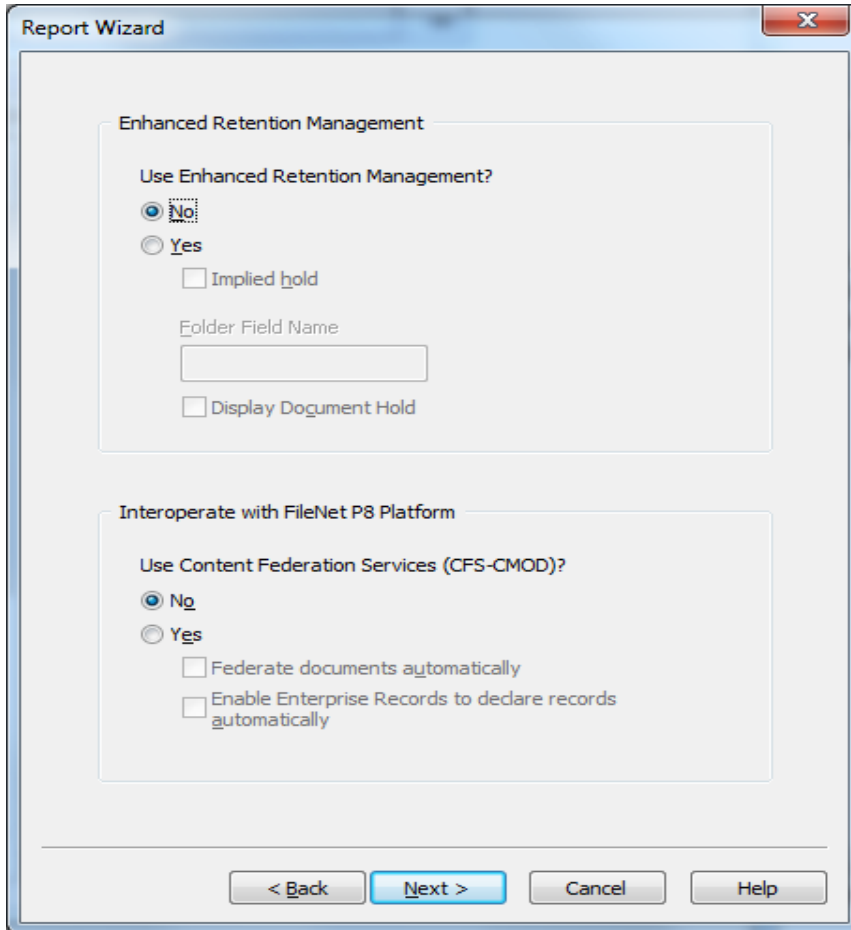 Report Wizard
Enhanced Retention Management
Use Enhanced Retention Management?
No
Yes
Implied hold
Folder Field Name
Display Document Hold
Interoperate with FileNet P8 Platform
Use Content Federation Services (CFS-CMOD)?
No
Yes
Federate documents automatically
Enable Enterprise Records to declare records
automatically
< Back
Next >
Cancel
Help